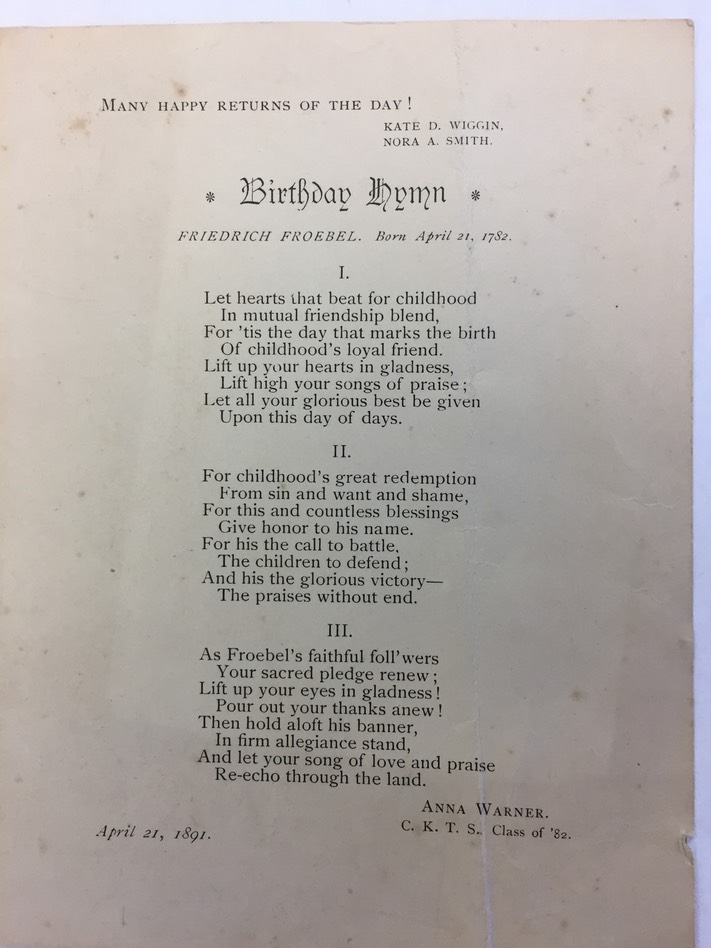 MANY HAPPY RETURNS OF THE DAY!
KATE D. WIGGIN,
NORA A. SMITH.
* Birthday Hymn *
FRIEDRICH FROEBEL. Born April 21, 1782.
I.
Let hearts that beat for childhood
In mutual friendship blend,
For 'tis the day that marks the birth
Of childhood's loyal friend.
Lift up your hearts in gladness,
Lift high your songs of praise;
Let all your glorious best be given
Upon this day of days.
II.
For childhood's great redemption
From sin and want and shame,
For this and countless blessings
Give honor to his name.
For his the call to battle,
The children to defend;
And his the glorious victory—
The praises without end.
III.
As Froebel's faithful foll'wers
Your sacred pledge renew;
Lift up your eyes in gladness!
Pour out your thanks anew!
Then hold aloft his banner,
In firm allegiance stand,
And let your song of love and praise
Re-echo through the land.
ANNA WARNER.
C. K. T. S. Class of '82.
April 21, 1891.